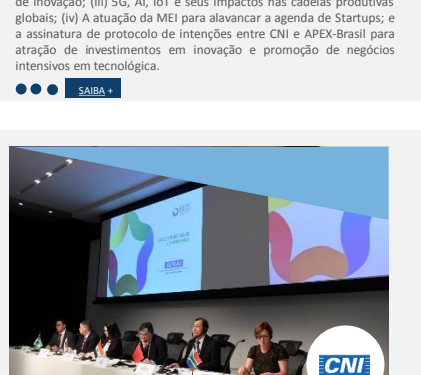 de inovação; (iii) 5G, AI, IoT e seus impactos nas cadeias produtivas
globais; (iv) A atuação da MEI para alavancar a agenda de Startups; e
a assinatura de protocolo de intenções entre CNI e APEX-Brasil para
atração de investimentos em inovação e promoção de negócios
intensivos em tecnológica.
SAIBA +
CNI